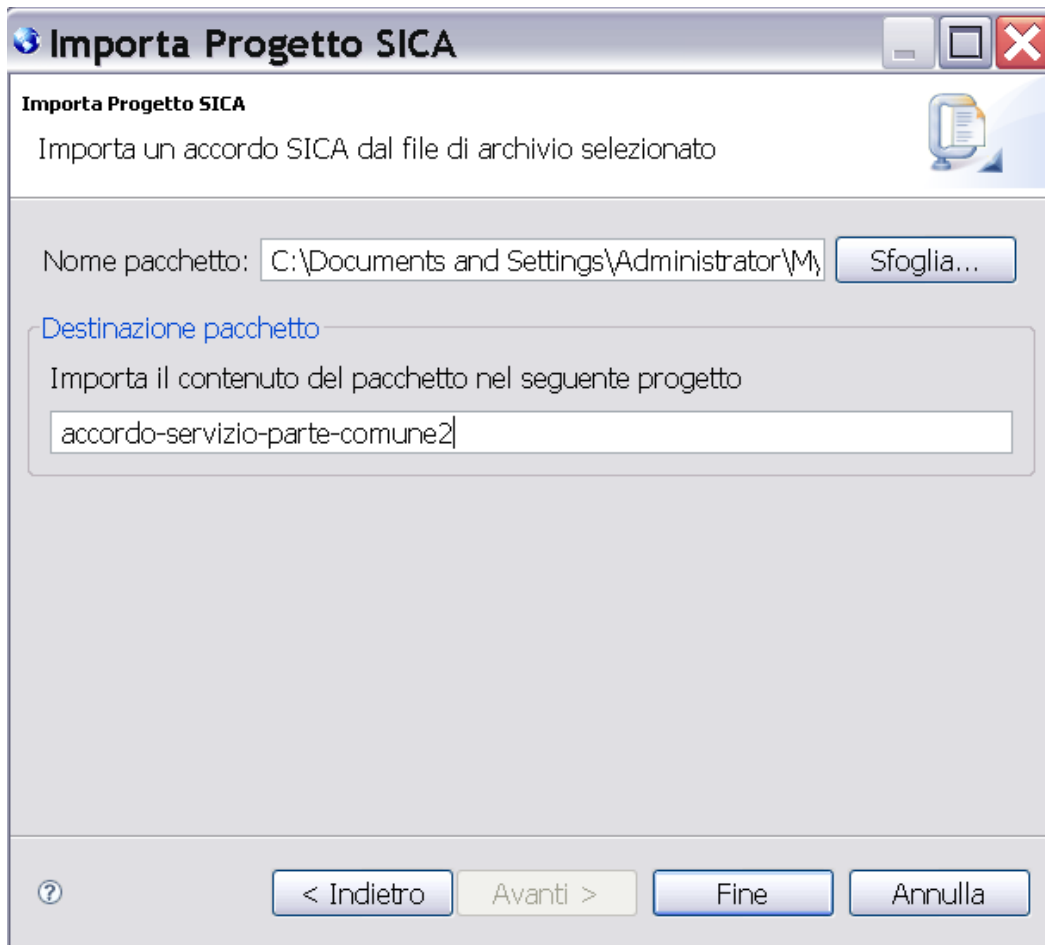 Importa Progetto SICA
Importa Progetto SICA
Importa un accordo SICA dal file di archivio selezionato
Nome pacchetto: C:\Documents and Settings\Administrator\My Sfoglia...
Destinazione pacchetto
Importa il contenuto del pacchetto nel seguente progetto
accordo-servizio-parte-comune2
? < Indietro Avanti > Fine Annulla